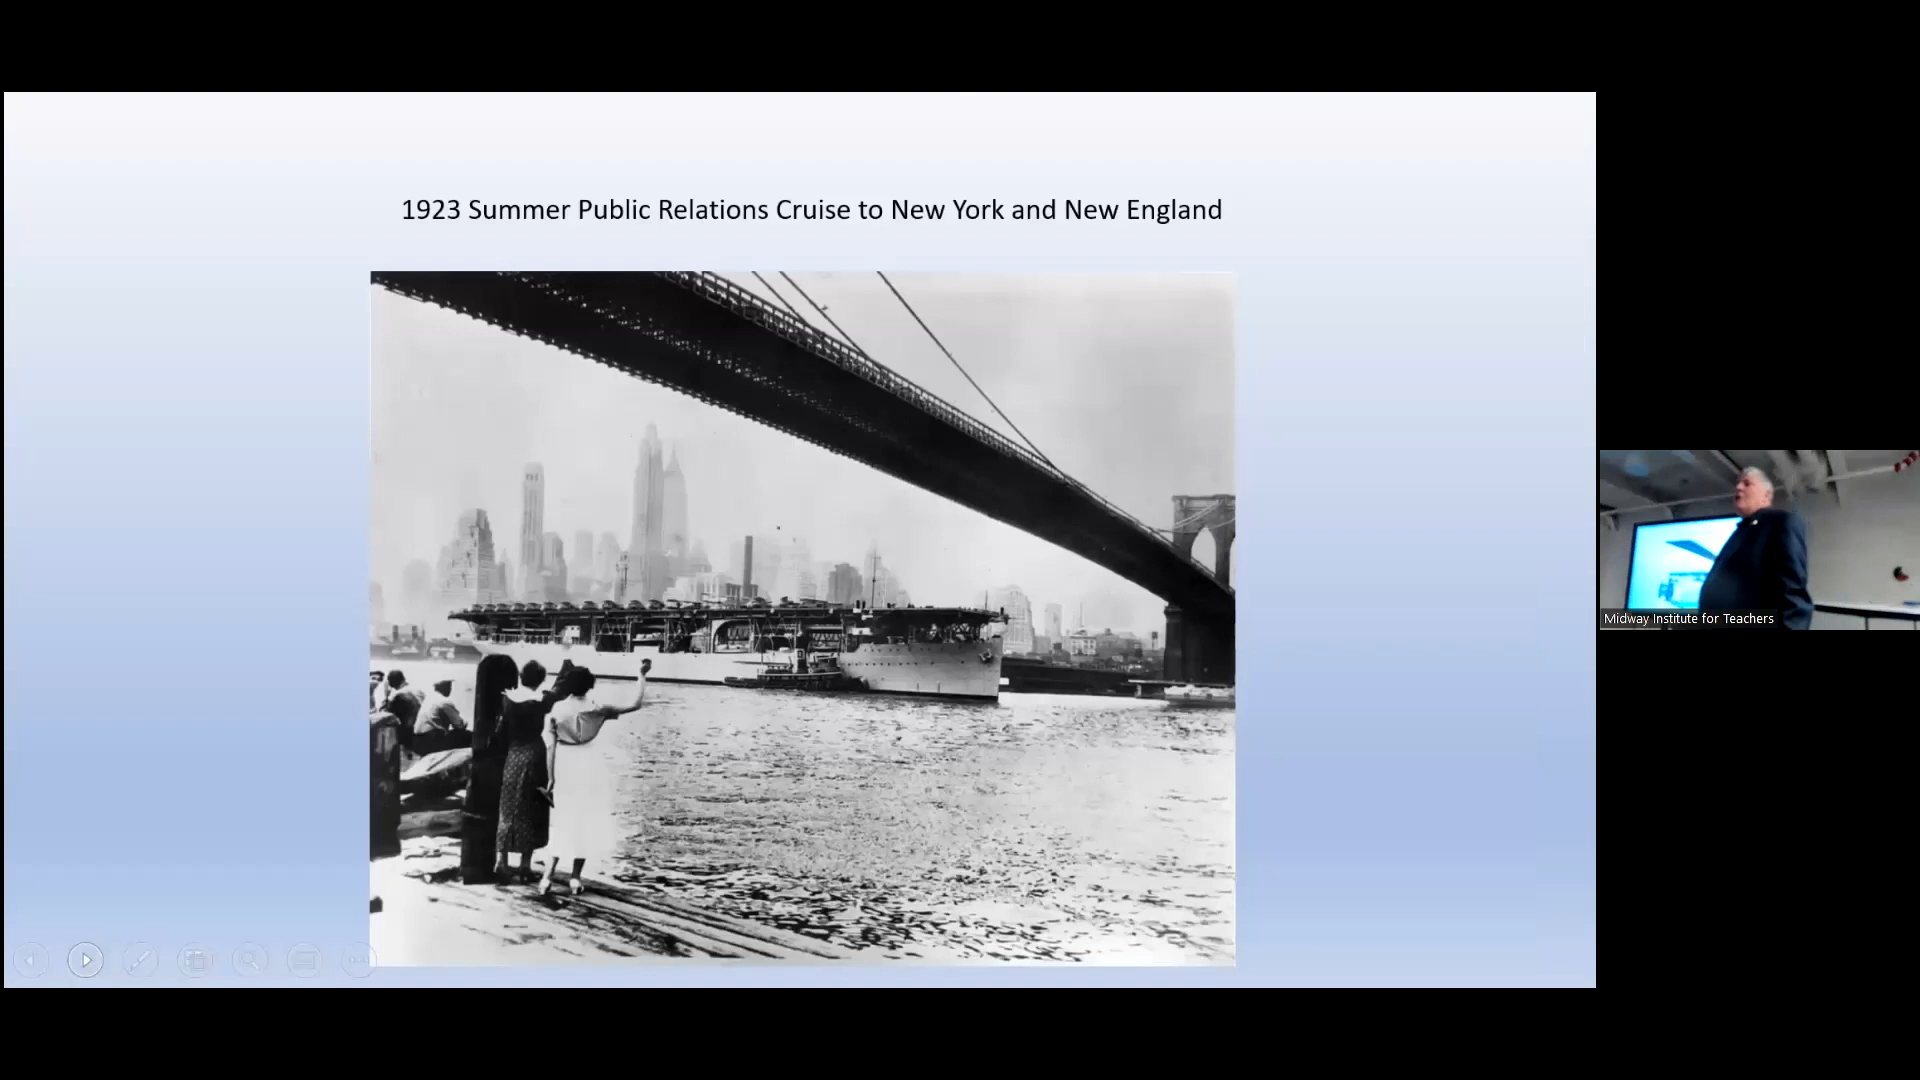 1923 Summer Public Relations Cruise to New York and New England
Midway Institute for Teachers